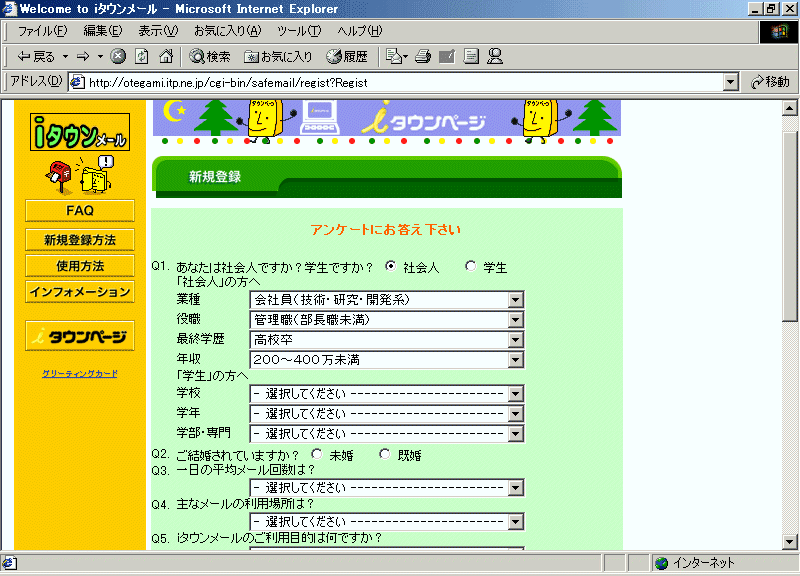 Welcome to iタウンメール - Microsoft Internet Explorer
ファイル(F) 編集(E) 表示(V) お気に入り(A) ツール(T) ヘルプ(H)
戻る 検索 お気に入り 履歴
アドレス(D) http://otegami.itp.ne.jp/cgi-bin/safemail/regist?Regist 移動
iタウンメール
FAQ
新規登録方法
使用方法
インフォメーション
iタウンページ
グリーティングカード
iタウンページ
新規登録
アンケートにお答え下さい
Q1. あなたは社会人ですか？学生ですか？ 社会人 学生
「社会人」の方へ
業種 会社員(技術・研究・開発系)
役職 管理職(部長職未満)
最終学歴 高校卒
年収 200～400万未満
「学生」の方へ
学校 - 選択してください ----------------------
学年 - 選択してください ----------------------
学部・専門 - 選択してください ----------------------
Q2. ご結婚されていますか？ 未婚 既婚
Q3. 一日の平均メール回数は？
- 選択してください ----------------------
Q4. 主なメールの利用場所は？
- 選択してください ----------------------
Q5. iタウンメールのご利用目的は何ですか？
インターネット